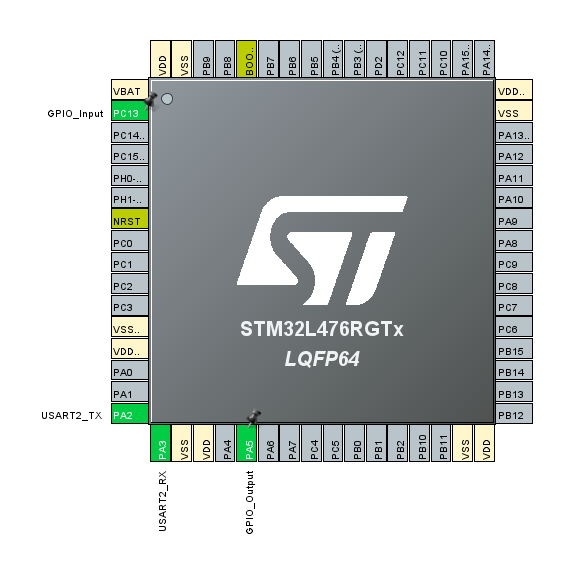 VDD
VSS
PB9
PB8
BOO..
PB7
PB6
PB5
PB4(..
PB3(..
PD2
PC12
PC11
PC10
PA15..
PA14..
VBAT
GPIO_Input PC13
PC14..
PC15..
PH0-..
PH1-..
NRST
PC0
PC1
PC2
PC3
VSS..
VDD..
PA0
PA1
USART2_TX PA2
VDD..
VSS
PA13..
PA12
PA11
PA10
PA9
PA8
PC9
PC8
PC7
PC6
PB15
PB14
PB13
PB12
ST
STM32L476RGTx
LQFP64
PA3
VSS
VDD
PA4
PA5
PA6
PA7
PC4
PC5
PB0
PB1
PB2
PB10
PB11
VSS
VDD
USART2_RX
GPIO_Output